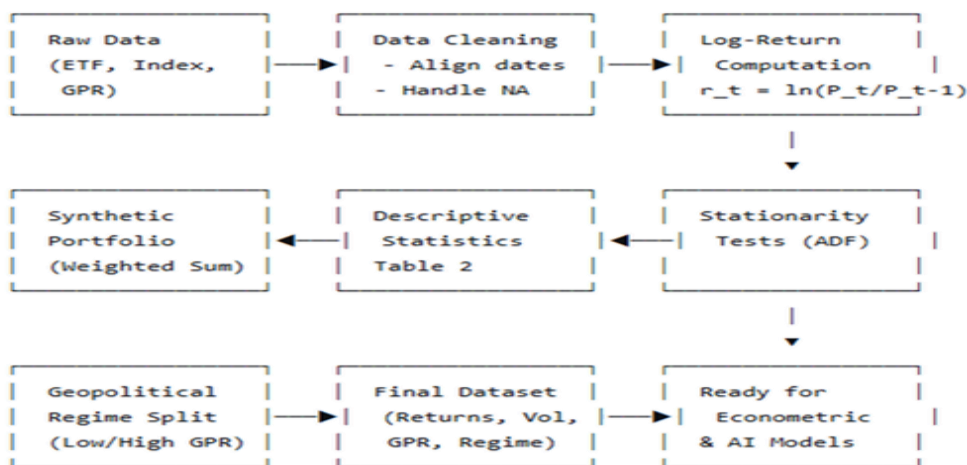 Raw Data
(ETF, Index,
GPR)
Data Cleaning
- Align dates
- Handle NA
Log-Return
Computation
r_t = ln(P_t/P_t-1)
Synthetic
Portfolio
(Weighted Sum)
Descriptive
Statistics
Table 2
Stationarity
Tests (ADF)
Geopolitical
Regime Split
(Low/High GPR)
Final Dataset
(Returns, Vol,
GPR, Regime)
Ready for
Econometric
& AI Models